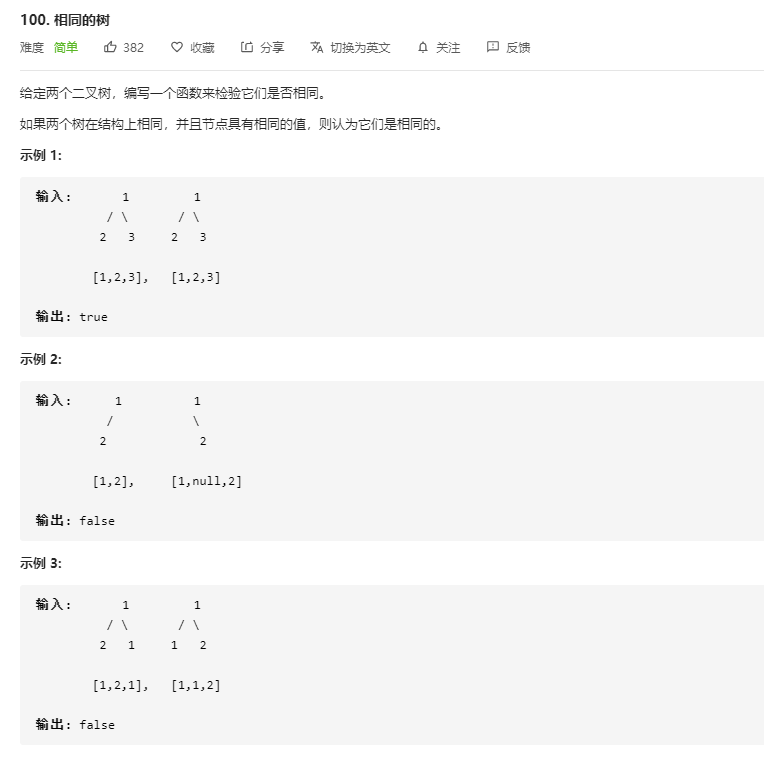 100. 相同的树
难度 简单 382 收藏 分享 切换为英文 关注 反馈
给定两个二叉树，编写一个函数来检验它们是否相同。
如果两个树在结构上相同，并且节点具有相同的值，则认为它们是相同的。
示例 1:
输入:       1         1
          / \       / \
         2   3     2   3
        [1,2,3],   [1,2,3]
输出: true
示例 2:
输入:      1          1
          /           \
         2             2
        [1,2],     [1,null,2]
输出: false
示例 3:
输入:       1         1
          / \       / \
         2   1     1   2
        [1,2,1],   [1,1,2]
输出: false